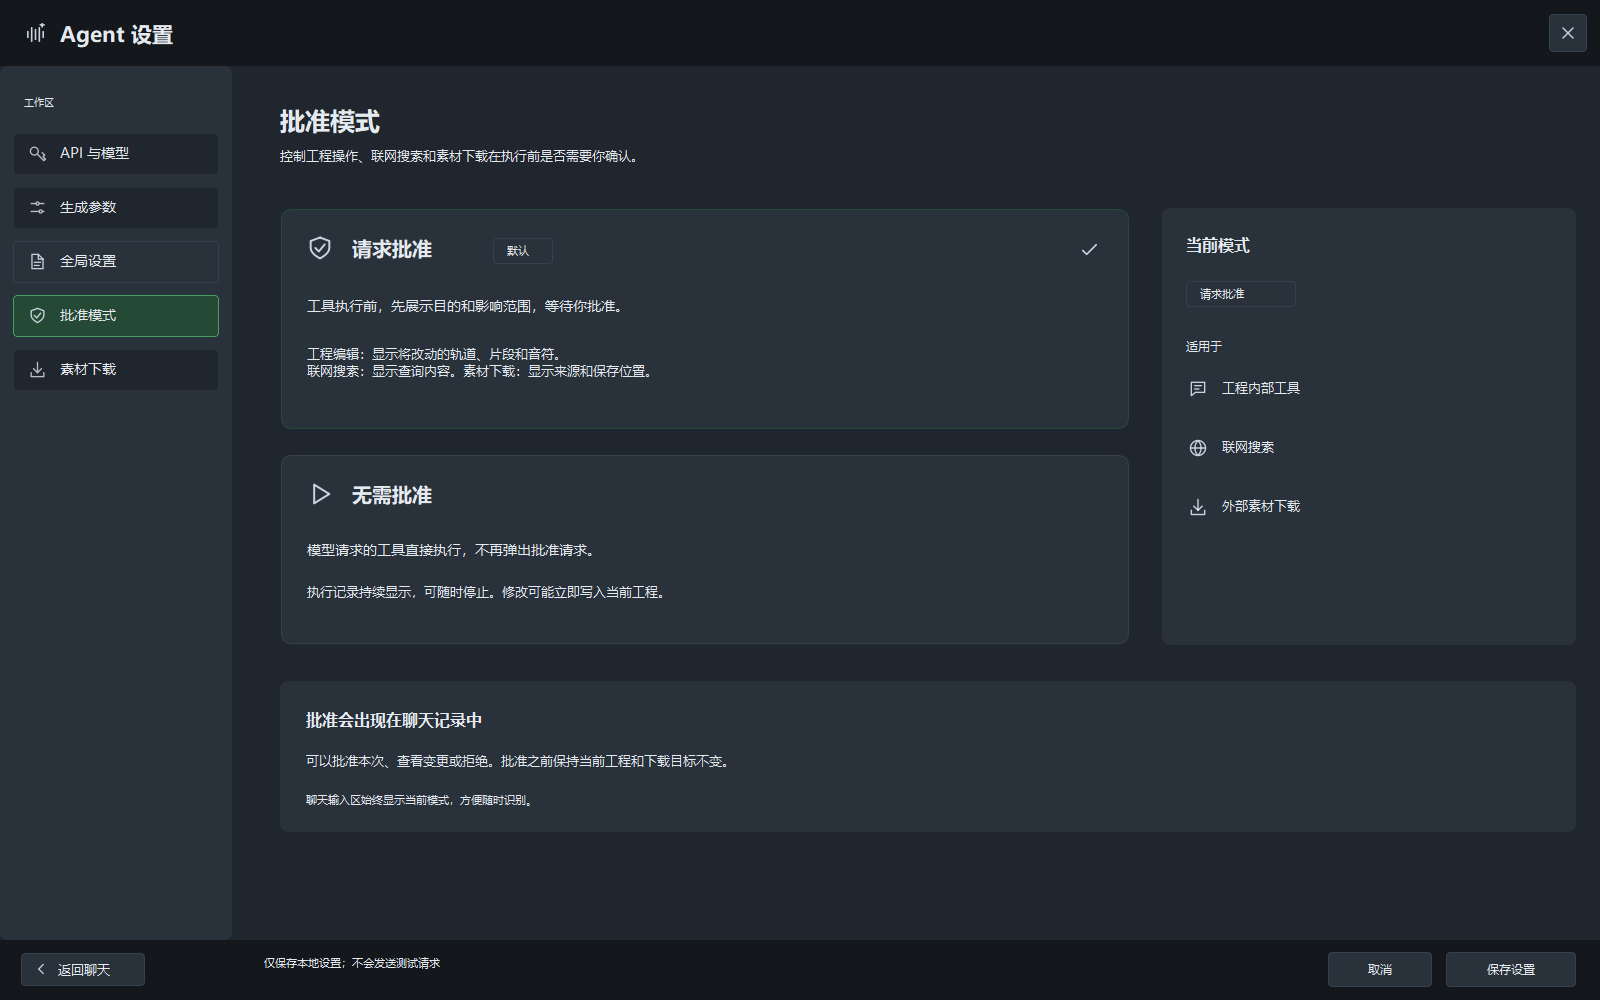 Agent 设置
工作区
API 与模型
生成参数
全局设置
批准模式
素材下载
批准模式
控制工程操作、联网搜索和素材下载在执行前是否需要你确认。
请求批准
默认
工具执行前，先展示目的和影响范围，等待你批准。
工程编辑：显示将改动的轨道、片段和音符。
联网搜索：显示查询内容。素材下载：显示来源和保存位置。
无需批准
模型请求的工具直接执行，不再弹出批准请求。
执行记录持续显示，可随时停止。修改可能立即写入当前工程。
当前模式
请求批准
适用于
工程内部工具
联网搜索
外部素材下载
批准会出现在聊天记录中
可以批准本次、查看变更或拒绝。批准之前保持当前工程和下载目标不变。
聊天输入区始终显示当前模式，方便随时识别。
返回聊天
仅保存本地设置；不会发送测试请求
取消
保存设置